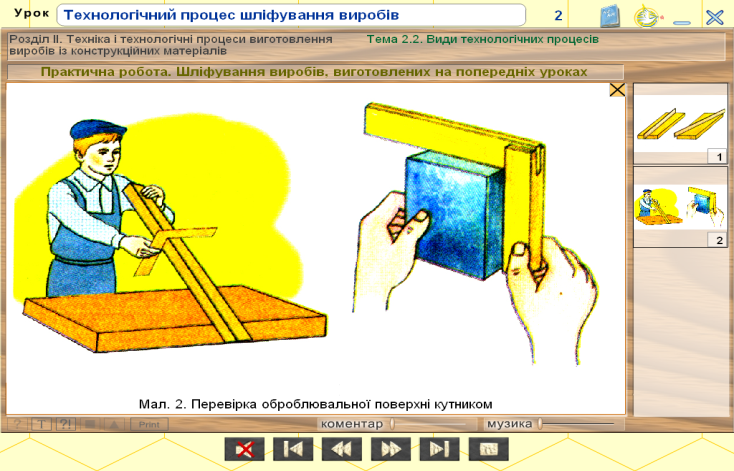 Урок
Технологічний процес шліфування виробів
2
Розділ II. Техніка і технологічні процеси виготовлення
виробів із конструкційних матеріалів
Тема 2.2. Види технологічних процесів
Практична робота. Шліфування виробів, виготовлених на попередніх уроках
1
2
Мал. 2. Перевірка оброблювальної поверхні кутником
? T ?! Print
коментар
музика